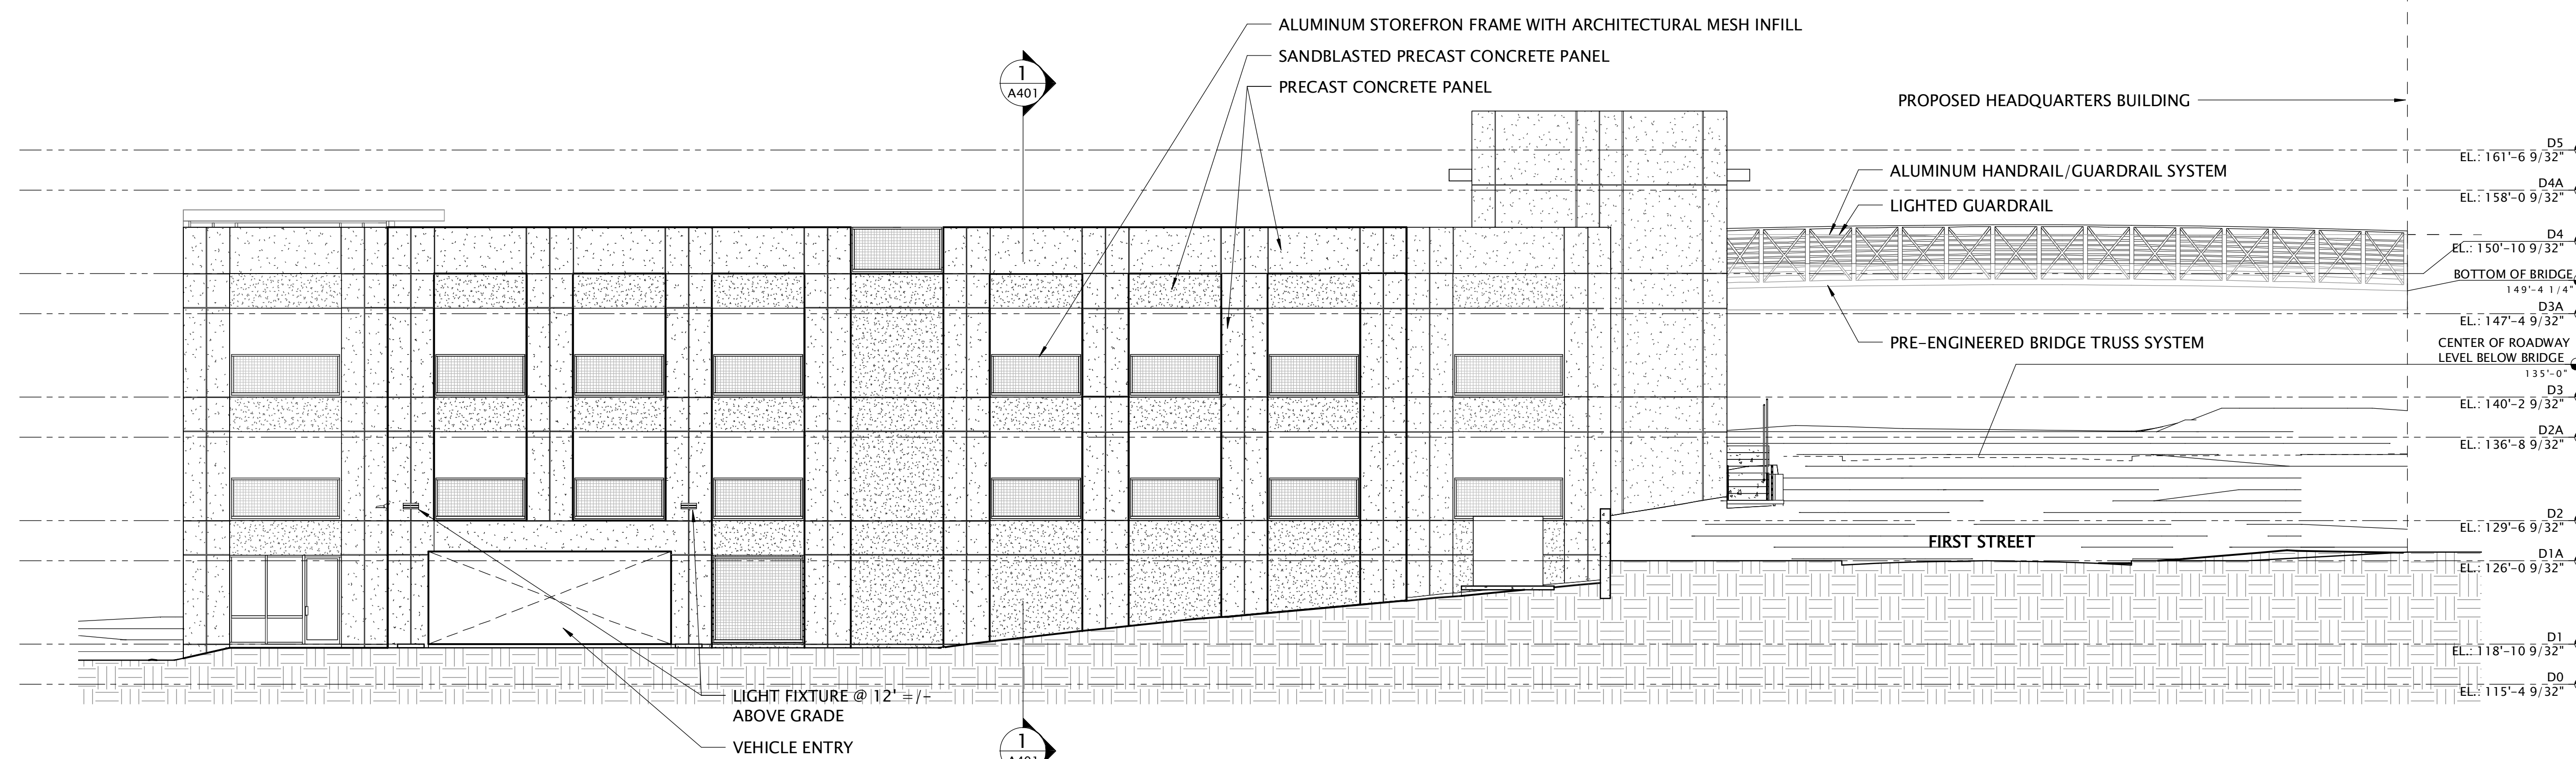 ALUMINUM STOREFRON FRAME WITH ARCHITECTURAL MESH INFILL
SANDBLASTED PRECAST CONCRETE PANEL
PRECAST CONCRETE PANEL
1
A401
PROPOSED HEADQUARTERS BUILDING
D5
EL.: 161'-6 9/32"
ALUMINUM HANDRAIL/GUARDRAIL SYSTEM
D4A
EL.: 158'-0 9/32"
LIGHTED GUARDRAIL
D4
EL.: 150'-10 9/32"
BOTTOM OF BRIDGE
149'-4 1/4"
D3A
EL.: 147'-4 9/32"
PRE-ENGINEERED BRIDGE TRUSS SYSTEM
CENTER OF ROADWAY
LEVEL BELOW BRIDGE
135'-0"
D3
EL.: 140'-2 9/32"
D2A
EL.: 136'-8 9/32"
D2
EL.: 129'-6 9/32"
FIRST STREET
D1A
EL.: 126'-0 9/32"
D1
EL.: 118'-10 9/32"
D0
EL.: 115'-4 9/32"
LIGHT FIXTURE @ 12' =/-
ABOVE GRADE
VEHICLE ENTRY
1
A401